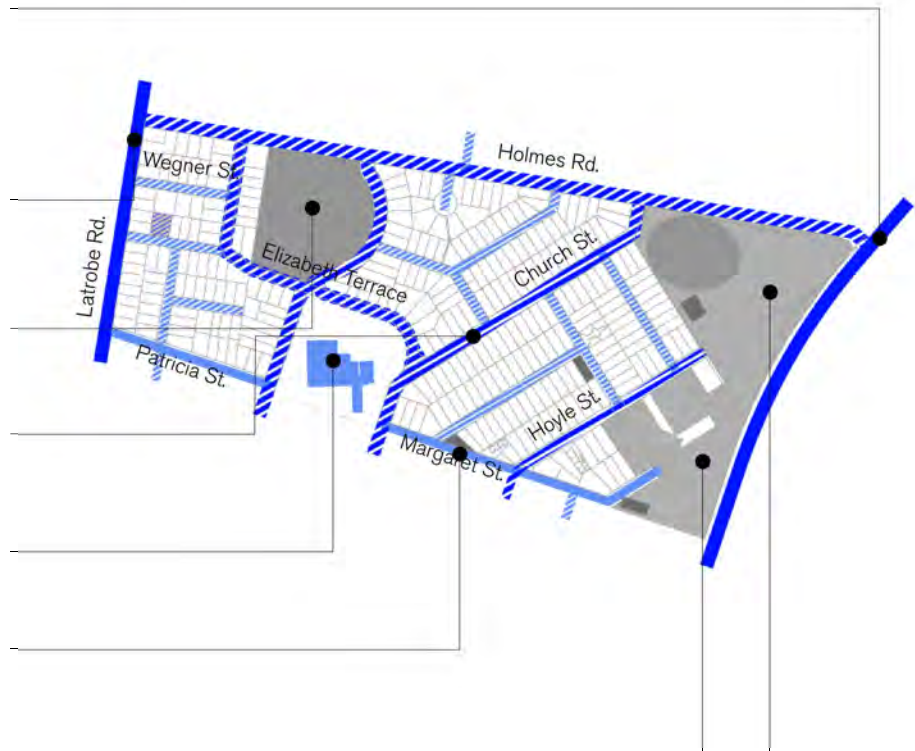 Holmes Rd.
Wegner St.
Church St.
Elizabeth Terrace
Latrobe Rd.
Patricia St.
Hoyle St.
Margaret St.